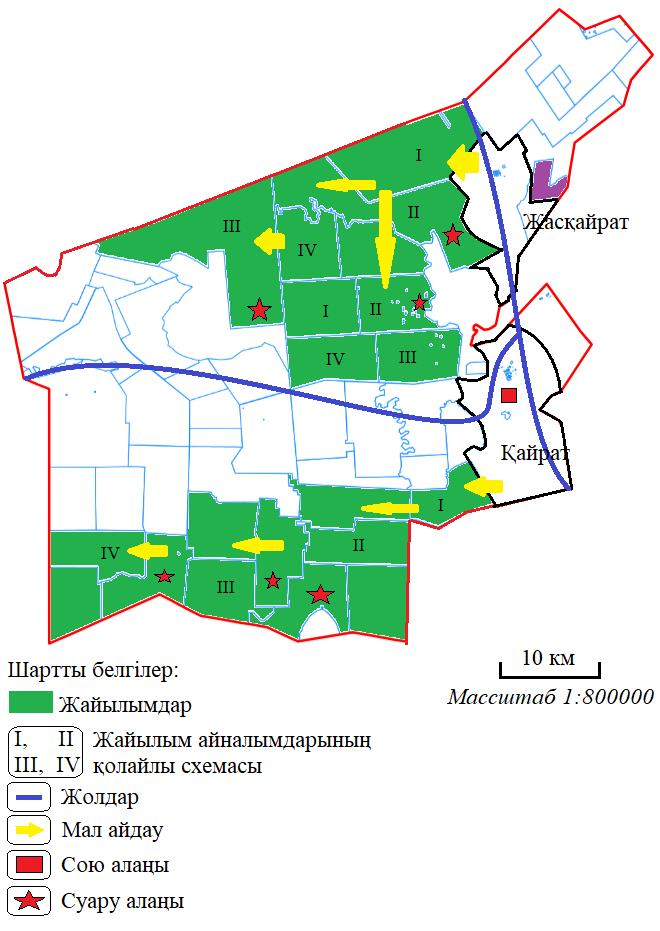 I
II
III
IV
Жасқайрат
I
II
IV
III
Қайрат
I
II
IV
III
10 км
Масштаб 1:800000
Шартты белгілер:
Жайылымдар
I, II
III, IV
Жайылым айналымдарының
қолайлы схемасы
Жолдар
Мал айдау
Сою алаңы
Суару алаңы